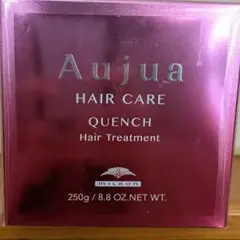 Aujua
HAIR CARE
QUENCH
Hair Treatment
MILBON
250g / 8.8 OZ.NET WT.